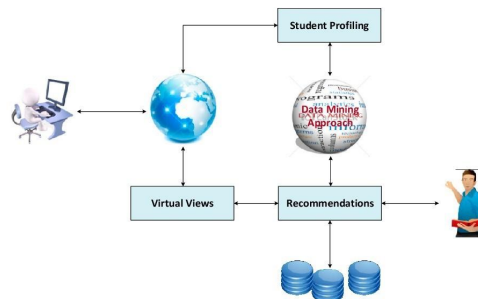 Student Profiling
Data Mining
Approach
Virtual Views
Recommendations